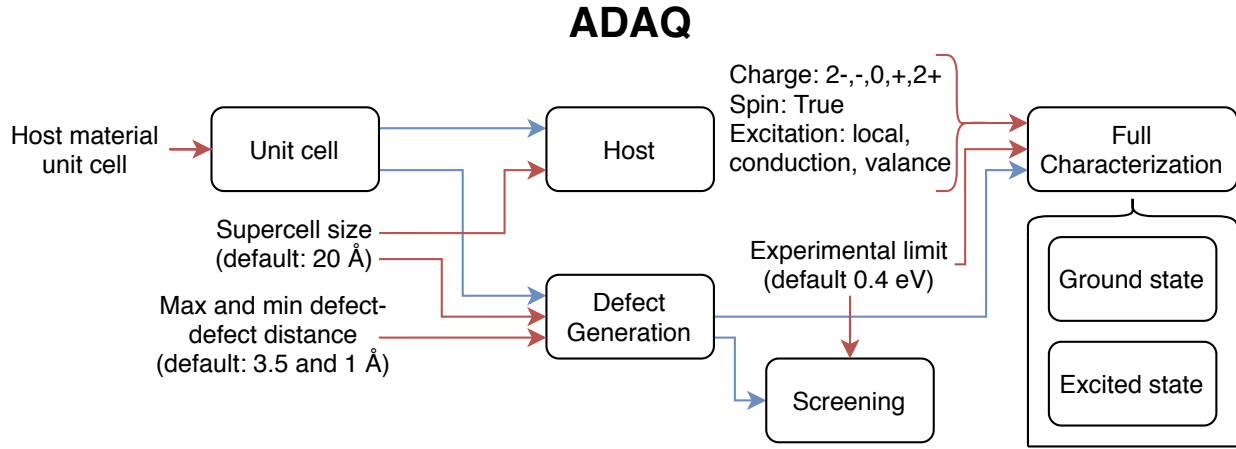 ADAQ
Host material
unit cell
Unit cell
Host
Charge: 2-,-,0,+,2+
Spin: True
Excitation: local,
conduction, valance
Full
Characterization
Supercell size
(default: 20 Å)
Max and min defect-
defect distance
(default: 3.5 and 1 Å)
Defect
Generation
Experimental limit
(default 0.4 eV)
Screening
Ground state
Excited state